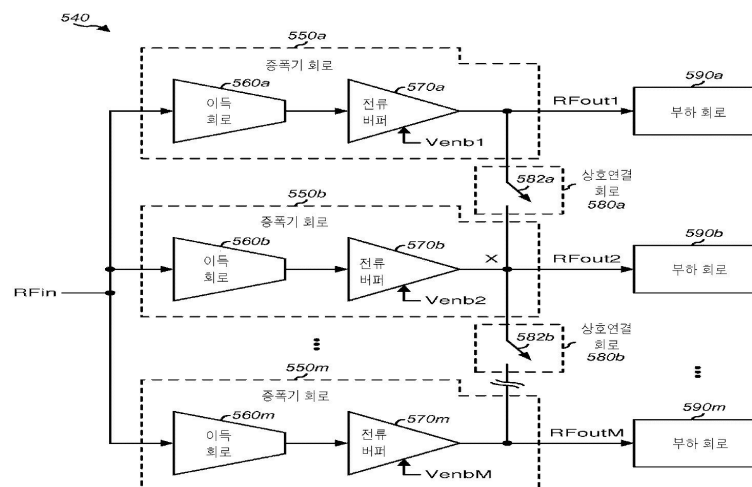 540
550a
증폭기 회로
560a
이득
회로
570a
전류
버퍼
Venb1
RFout1
590a
부하 회로
582a
상호연결
회로
580a
550b
증폭기 회로
560b
이득
회로
570b
전류
버퍼
Venb2
X
RFout2
590b
부하 회로
RFin
582b
상호연결
회로
580b
550m
증폭기 회로
560m
이득
회로
570m
전류
버퍼
VenbM
RFoutM
590m
부하 회로